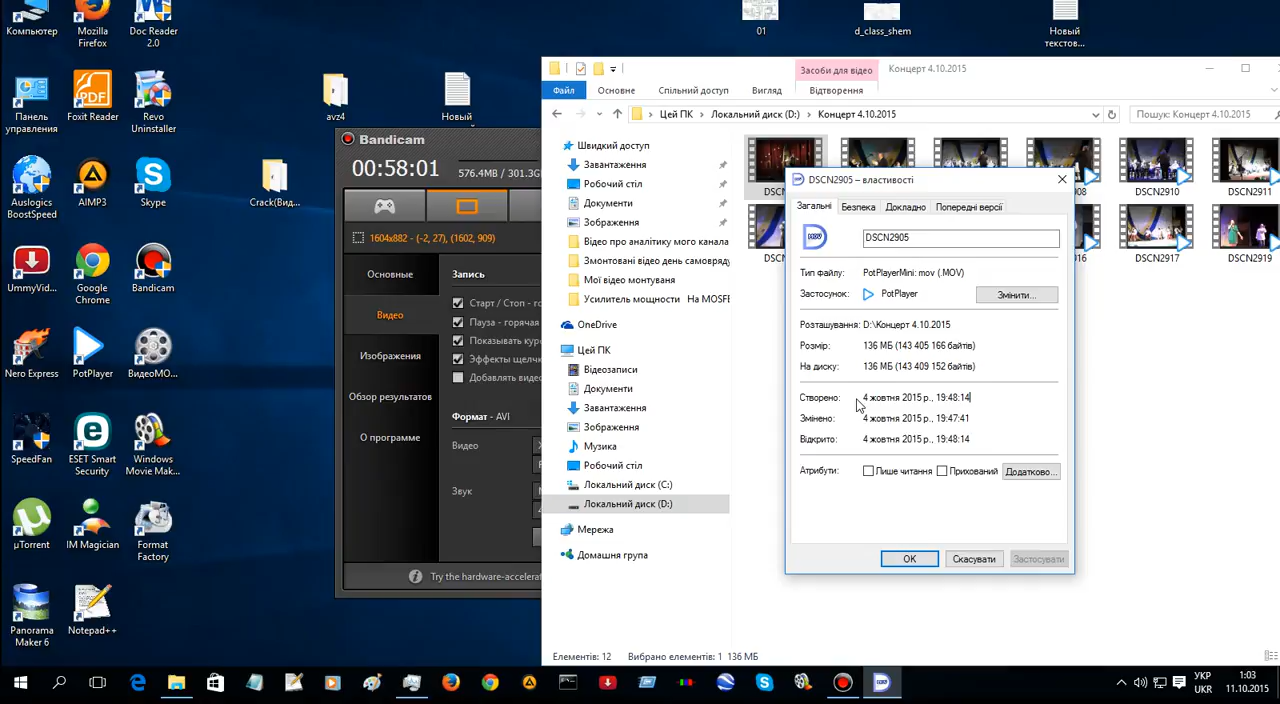 Компьютер
Mozilla
Firefox
Doc Reader
2.0
01
d_class_shem
Новый
текстов...
Панель
управления
Foxit Reader
Revo
Uninstaller
avz4
Новый
Auslogics
BoostSpeed
AIMP3
Skype
Crack(Вид...
UmmyVid...
Google
Chrome
Bandicam
Nero Express
PotPlayer
ВидеоМО...
SpeedFan
ESET Smart
Security
Windows
Movie Mak...
µTorrent
IM Magician
Format
Factory
Panorama
Maker 6
Notepad++
Bandicam
00:58:01
576.4MB / 301.3G
1604x882 - (-2, 27), (1602, 909)
Основные
Видео
Изображения
Обзор результатов
О программе
Запись
Старт / Стоп - го
Пауза - горячая
Показывать кур
Эффекты щелч
Добавлять виде
Формат - AVI
Видео
Звук
Try the hardware-accelera
Засоби для відео
Концерт 4.10.2015
Файл
Основне
Спільний доступ
Вигляд
Відтворення
Цей ПК
Локальний диск (D:)
Концерт 4.10.2015
Пошук: Концерт 4.10.2015
Швидкий доступ
Завантаження
Робочий стіл
Документи
Зображення
Відео про аналітику мого канала
Змонтовані відео день самовряду
Мої відео монтуваня
Усилитель мощности На MOSFE
OneDrive
Цей ПК
Відеозаписи
Документи
Завантаження
Зображення
Музика
Робочий стіл
Локальний диск (C:)
Локальний диск (D:)
Мережа
Домашня група
DSC
08
DSCN2910
DSCN2911
DSC
16
DSCN2917
DSCN2919
DSCN2905 – властивості
Загальні
Безпека
Докладно
Попередні версії
MOV
DSCN2905
Тип файлу: PotPlayerMini: mov (.MOV)
Застосунок: PotPlayer
Змінити...
Розташування: D:\Концерт 4.10.2015
Розмір: 136 МБ (143 405 166 байтів)
На диску: 136 МБ (143 409 152 байтів)
Створено: 4 жовтня 2015 р., 19:48:14
Змінено: 4 жовтня 2015 р., 19:47:41
Відкрито: 4 жовтня 2015 р., 19:48:14
Атрибути: Лише читання Прихований Додатково...
OK
Скасувати
Застосувати
Елементів: 12 Вибрано елементів: 1 136 МБ
УКР
UKR
1:03
11.10.2015